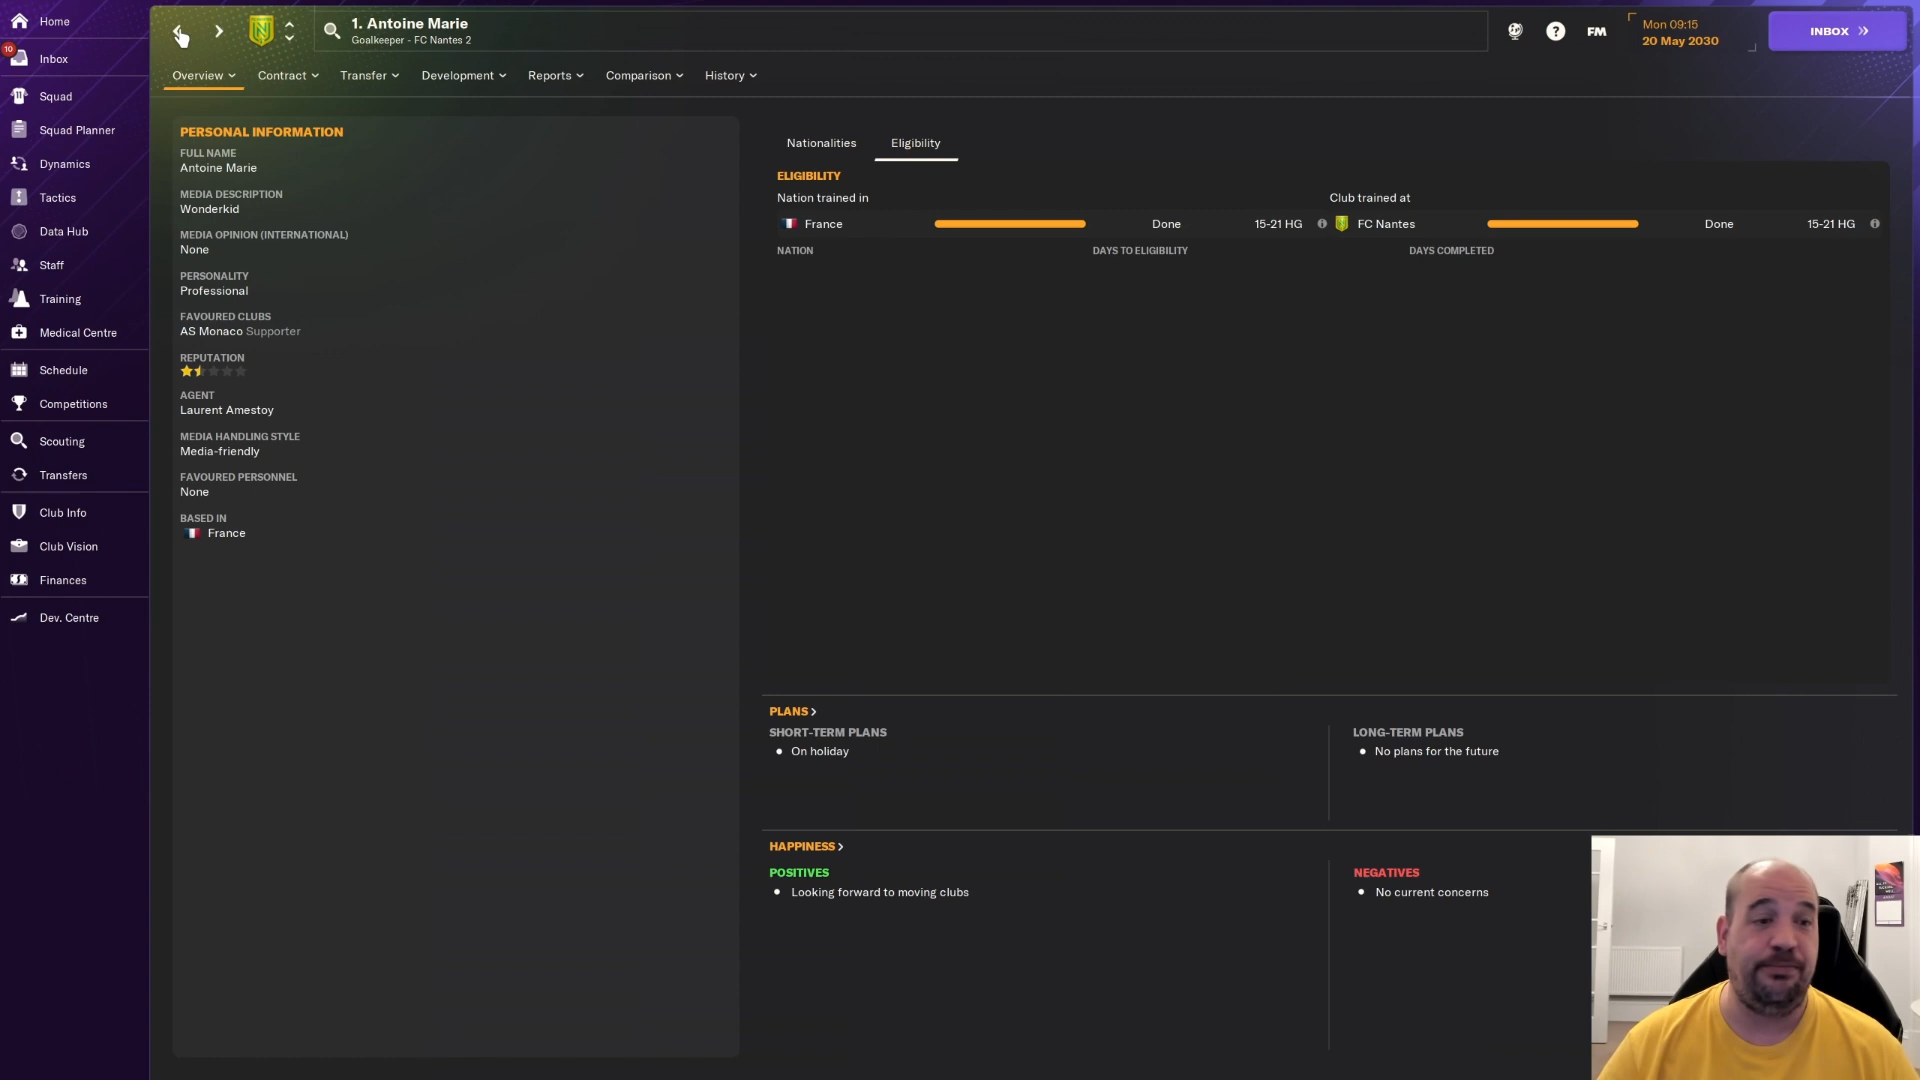 Home
10
Inbox
Squad
Squad Planner
Dynamics
Tactics
Data Hub
Staff
Training
Medical Centre
Schedule
Competitions
Scouting
Transfers
Club Info
Club Vision
Finances
Dev. Centre
1. Antoine Marie
Goalkeeper - FC Nantes 2
FM
Mon 09:15
20 May 2030
INBOX
Overview
Contract
Transfer
Development
Reports
Comparison
History
PERSONAL INFORMATION
FULL NAME
Antoine Marie
MEDIA DESCRIPTION
Wonderkid
MEDIA OPINION (INTERNATIONAL)
None
PERSONALITY
Professional
FAVOURED CLUBS
AS Monaco Supporter
REPUTATION
AGENT
Laurent Amestoy
MEDIA HANDLING STYLE
Media-friendly
FAVOURED PERSONNEL
None
BASED IN
France
Nationalities
Eligibility
ELIGIBILITY
Nation trained in
Club trained at
France Done 15-21 HG
FC Nantes Done 15-21 HG
NATION DAYS TO ELIGIBILITY DAYS COMPLETED
PLANS
SHORT-TERM PLANS
On holiday
LONG-TERM PLANS
No plans for the future
HAPPINESS
POSITIVES
Looking forward to moving clubs
NEGATIVES
No current concerns